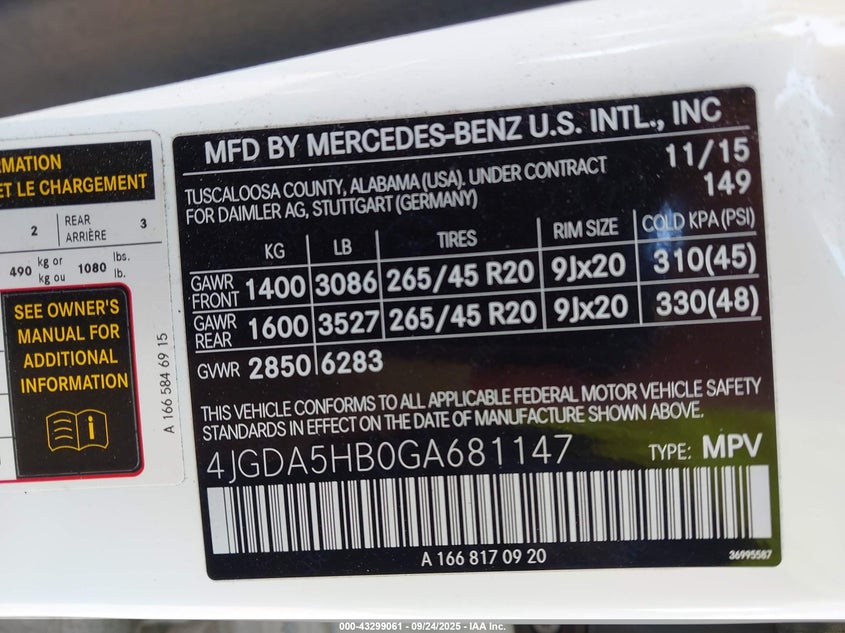 RMATION
ET LE CHARGEMENT
2 REAR ARRIÈRE 3
490 kg or kg ou 1080 lbs. lb.
SEE OWNER'S
MANUAL FOR
ADDITIONAL
INFORMATION
A 166 584 69 15
MFD BY MERCEDES-BENZ U.S. INTL., INC
TUSCALOOSA COUNTY, ALABAMA (USA). UNDER CONTRACT 11/15
FOR DAIMLER AG, STUTTGART (GERMANY) 149
KG LB TIRES RIM SIZE COLD KPA (PSI)
GAWR FRONT 1400 3086 265/45 R20 9Jx20 310(45)
GAWR REAR 1600 3527 265/45 R20 9Jx20 330(48)
GVWR 2850 6283
THIS VEHICLE CONFORMS TO ALL APPLICABLE FEDERAL MOTOR VEHICLE SAFETY
STANDARDS IN EFFECT ON THE DATE OF MANUFACTURE SHOWN ABOVE.
4JGDA5HB0GA681147 TYPE: MPV
A 166 817 09 20
36995587
000-43299061 - 09/24/2025 - IAA Inc.